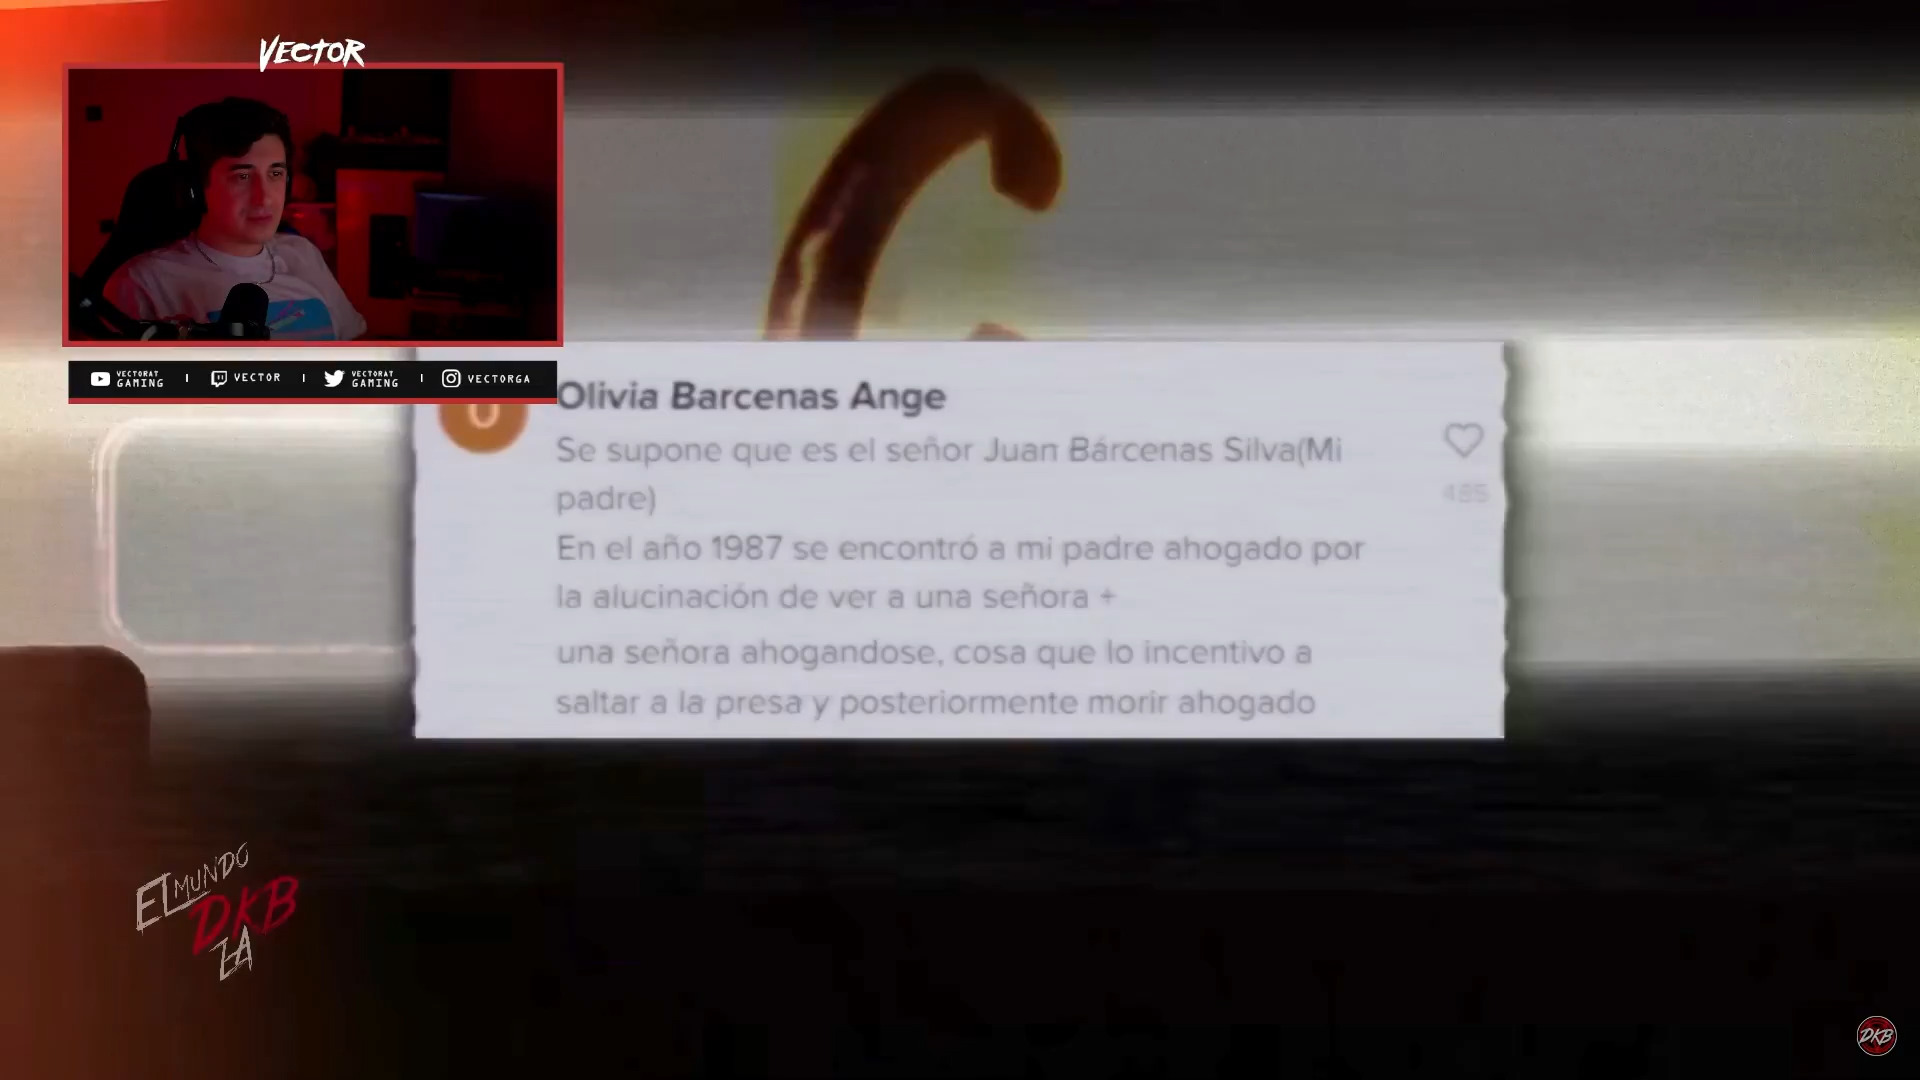 VECTOR
VECTORAT GAMING
VECTOR
VECTORAT GAMING
VECTORGA
O
Olivia Barcenas Ange
Se supone que es el señor Juan Bárcenas Silva(Mi
padre)
485
En el año 1987 se encontró a mi padre ahogado por
la alucinación de ver a una señora +
una señora ahogandose, cosa que lo incentivo a
saltar a la presa y posteriormente morir ahogado
EL MUNDO
DKB
ZA
DKB